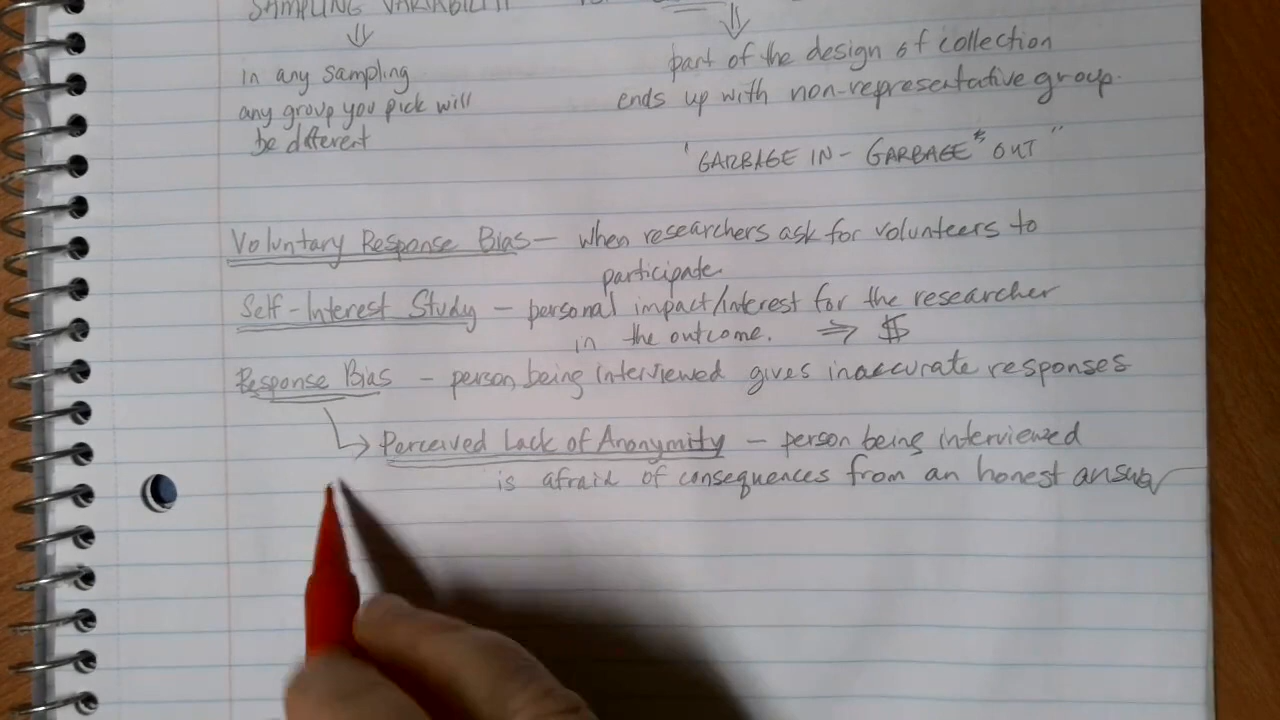 SAMPLING VARIABILITY
⇓ ⇓
in any sampling
any group you pick will
be different
part of the design of collection
ends up with non-representative group.
"GARBAGE IN - GARBAGE* OUT"
Voluntary Response Bias — when researchers ask for volunteers to
participate
Self-Interest Study — personal impact/interest for the researcher
in the outcome. ⇒ $
Response Bias — person being interviewed gives inaccurate responses
↳ Perceived Lack of Anonymity — person being interviewed
is afraid of consequences from an honest answer